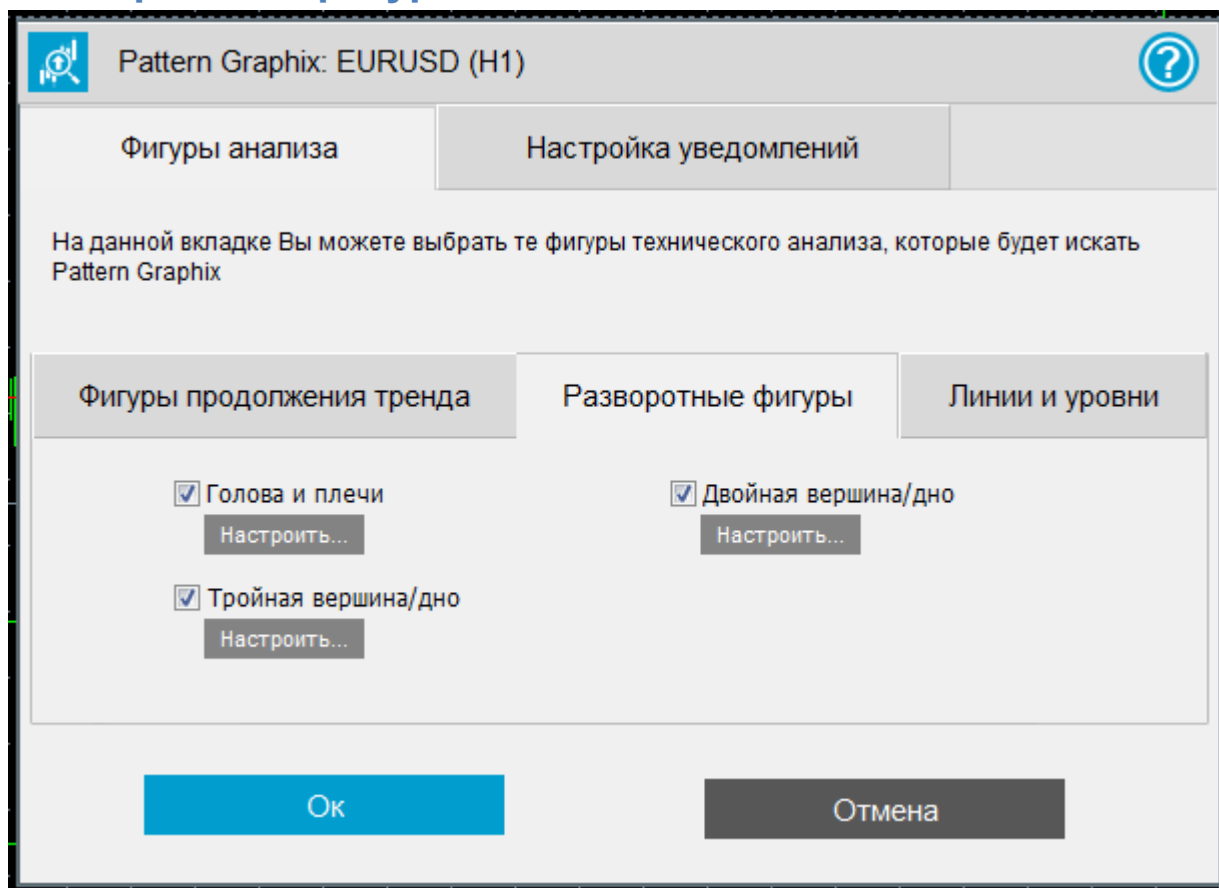 Pattern Graphix: EURUSD (H1)
Фигуры анализа
Настройка уведомлений
На данной вкладке Вы можете выбрать те фигуры технического анализа, которые будет искать
Pattern Graphix
Фигуры продолжения тренда
Разворотные фигуры
Линии и уровни
Голова и плечи
Двойная вершина/дно
Настроить...
Настроить...
Тройная вершина/дно
Настроить...
Ок
Отмена